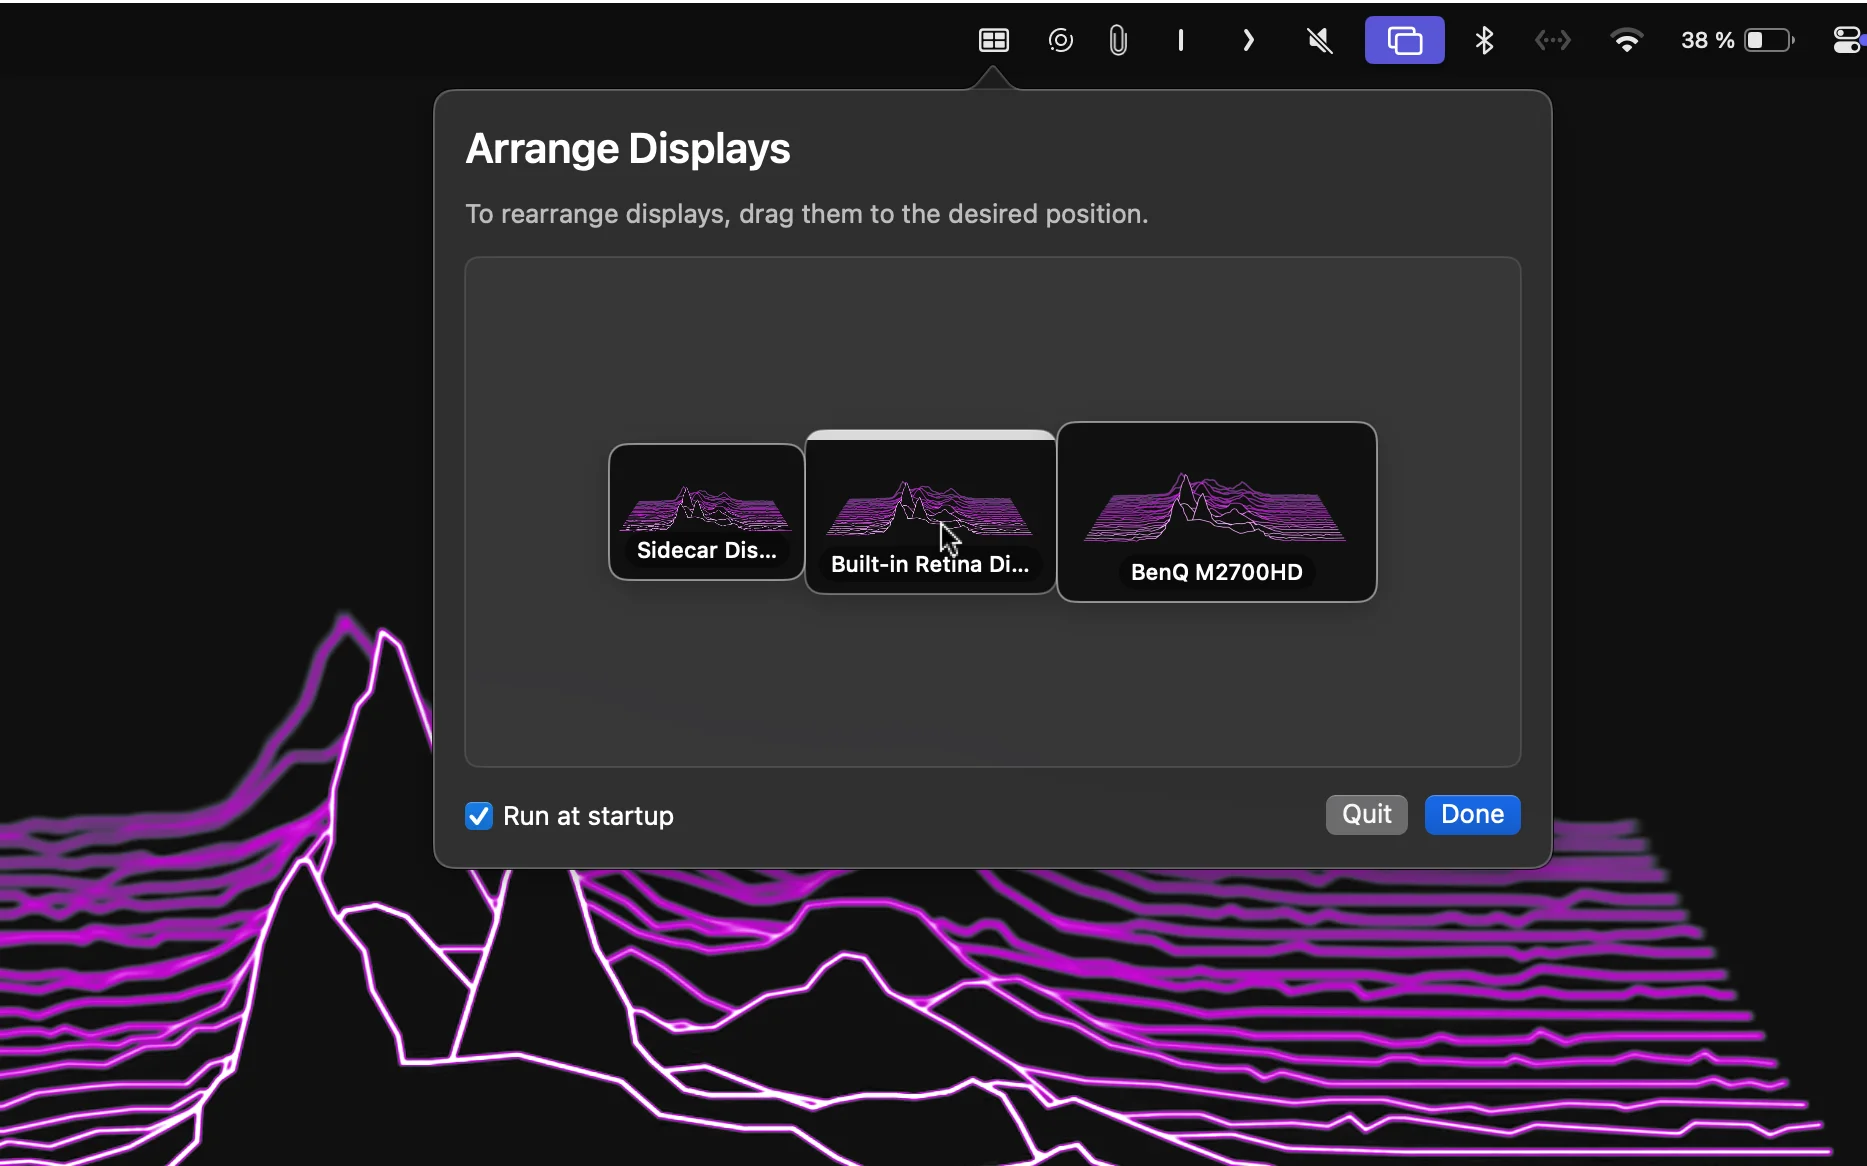 38 %
Arrange Displays
To rearrange displays, drag them to the desired position.
Sidecar Dis...
Built-in Retina Di...
BenQ M2700HD
Run at startup
Quit
Done